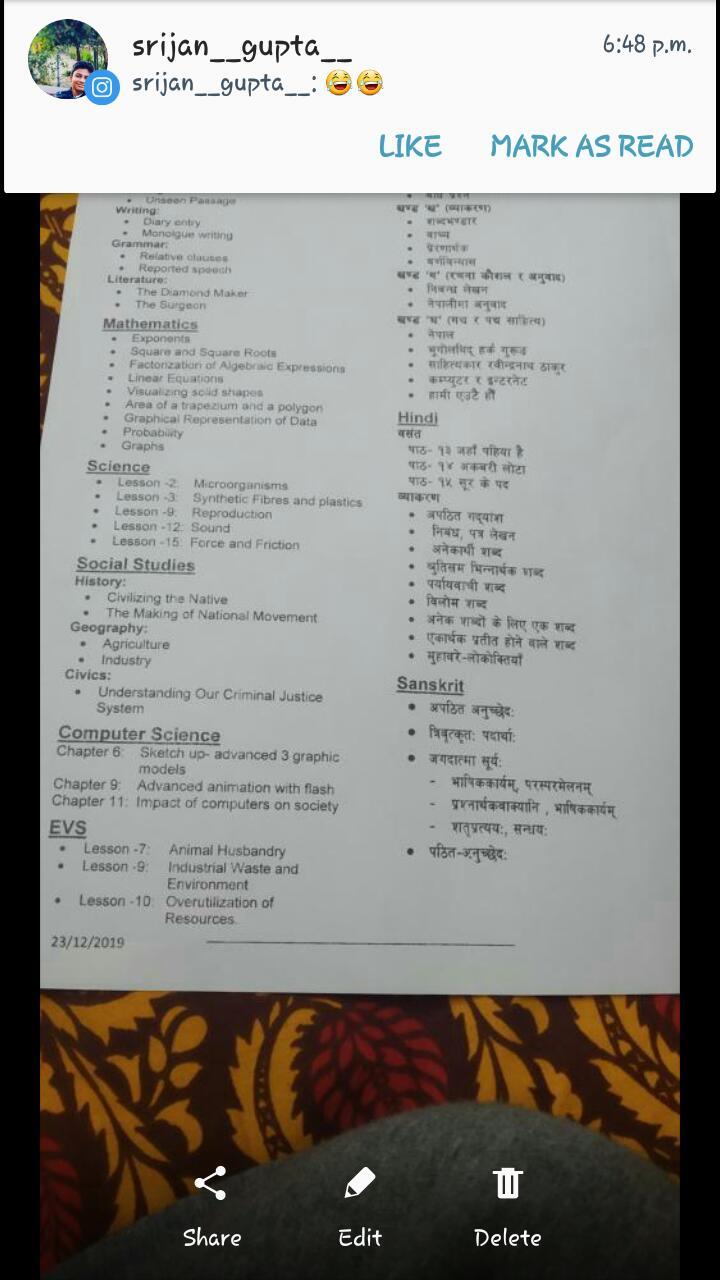 srijan__gupta__
6:48 p.m.
srijan__gupta__: 😂😂
LIKE
MARK AS READ
Unseen Passage
Writing:
Diary entry
Monolgue writing
Grammar:
Relative clauses
Reported speech
Literature:
The Diamond Maker
The Surgeon
Mathematics
Exponents
Square and Square Roots
Factorization of Algebraic Expressions
Linear Equations
Visualizing solid shapes
Area of a trapezium and a polygon
Graphical Representation of Data
Probability
Graphs
Science
Lesson -2: Microorganisms
Lesson -3: Synthetic Fibres and plastics
Lesson -9: Reproduction
Lesson -12: Sound
Lesson -15: Force and Friction
Social Studies
History:
Civilizing the Native
The Making of National Movement
Geography:
Agriculture
Industry
Civics:
Understanding Our Criminal Justice
System
Computer Science
Chapter 6: Sketch up- advanced 3 graphic
models
Chapter 9: Advanced animation with flash
Chapter 11: Impact of computers on society
EVS
Lesson -7: Animal Husbandry
Lesson -9: Industrial Waste and
Environment
Lesson -10: Overutilization of
Resources.
23/12/2019
खण्ड 'ख' (व्याकरण)
शब्दभण्डार
वाच्य
प्रेरणार्थक
वर्णविन्यास
खण्ड 'ग' (रचना कौशल र अनुवाद)
निबन्ध लेखन
नेपालीमा अनुवाद
खण्ड 'घ' (गद्य र पद्य साहित्य)
नेपाल
भूगोलविद् हर्क गुरूङ
साहित्यकार रवीन्द्रनाथ ठाकुर
कम्प्युटर र इन्टरनेट
हामी एउटै हौं
Hindi
वसंत
पाठ- १३ जहाँ पहिया है
पाठ- १४ अकबरी लोटा
पाठ- १५ सूर के पद
व्याकरण
अपठित गद्यांश
निबंध, पत्र लेखन
अनेकार्थी शब्द
श्रुतिसम भिन्नार्थक शब्द
पर्यायवाची शब्द
विलोम शब्द
अनेक शब्दों के लिए एक शब्द
एकार्थक प्रतीत होने वाले शब्द
मुहावरे-लोकोक्तियाँ
Sanskrit
अपठित अनुच्छेद:
त्रिवृत्कृत: पदार्थाः
जगदात्मा सूर्य:
- भाषिककार्यम्, परस्परमेलनम्
- प्रश्नार्थकवाक्यानि , भाषिककार्यम्
- शतृप्रत्यय:, सन्धय:
पठित-अनुच्छेद:
Share
Edit
Delete